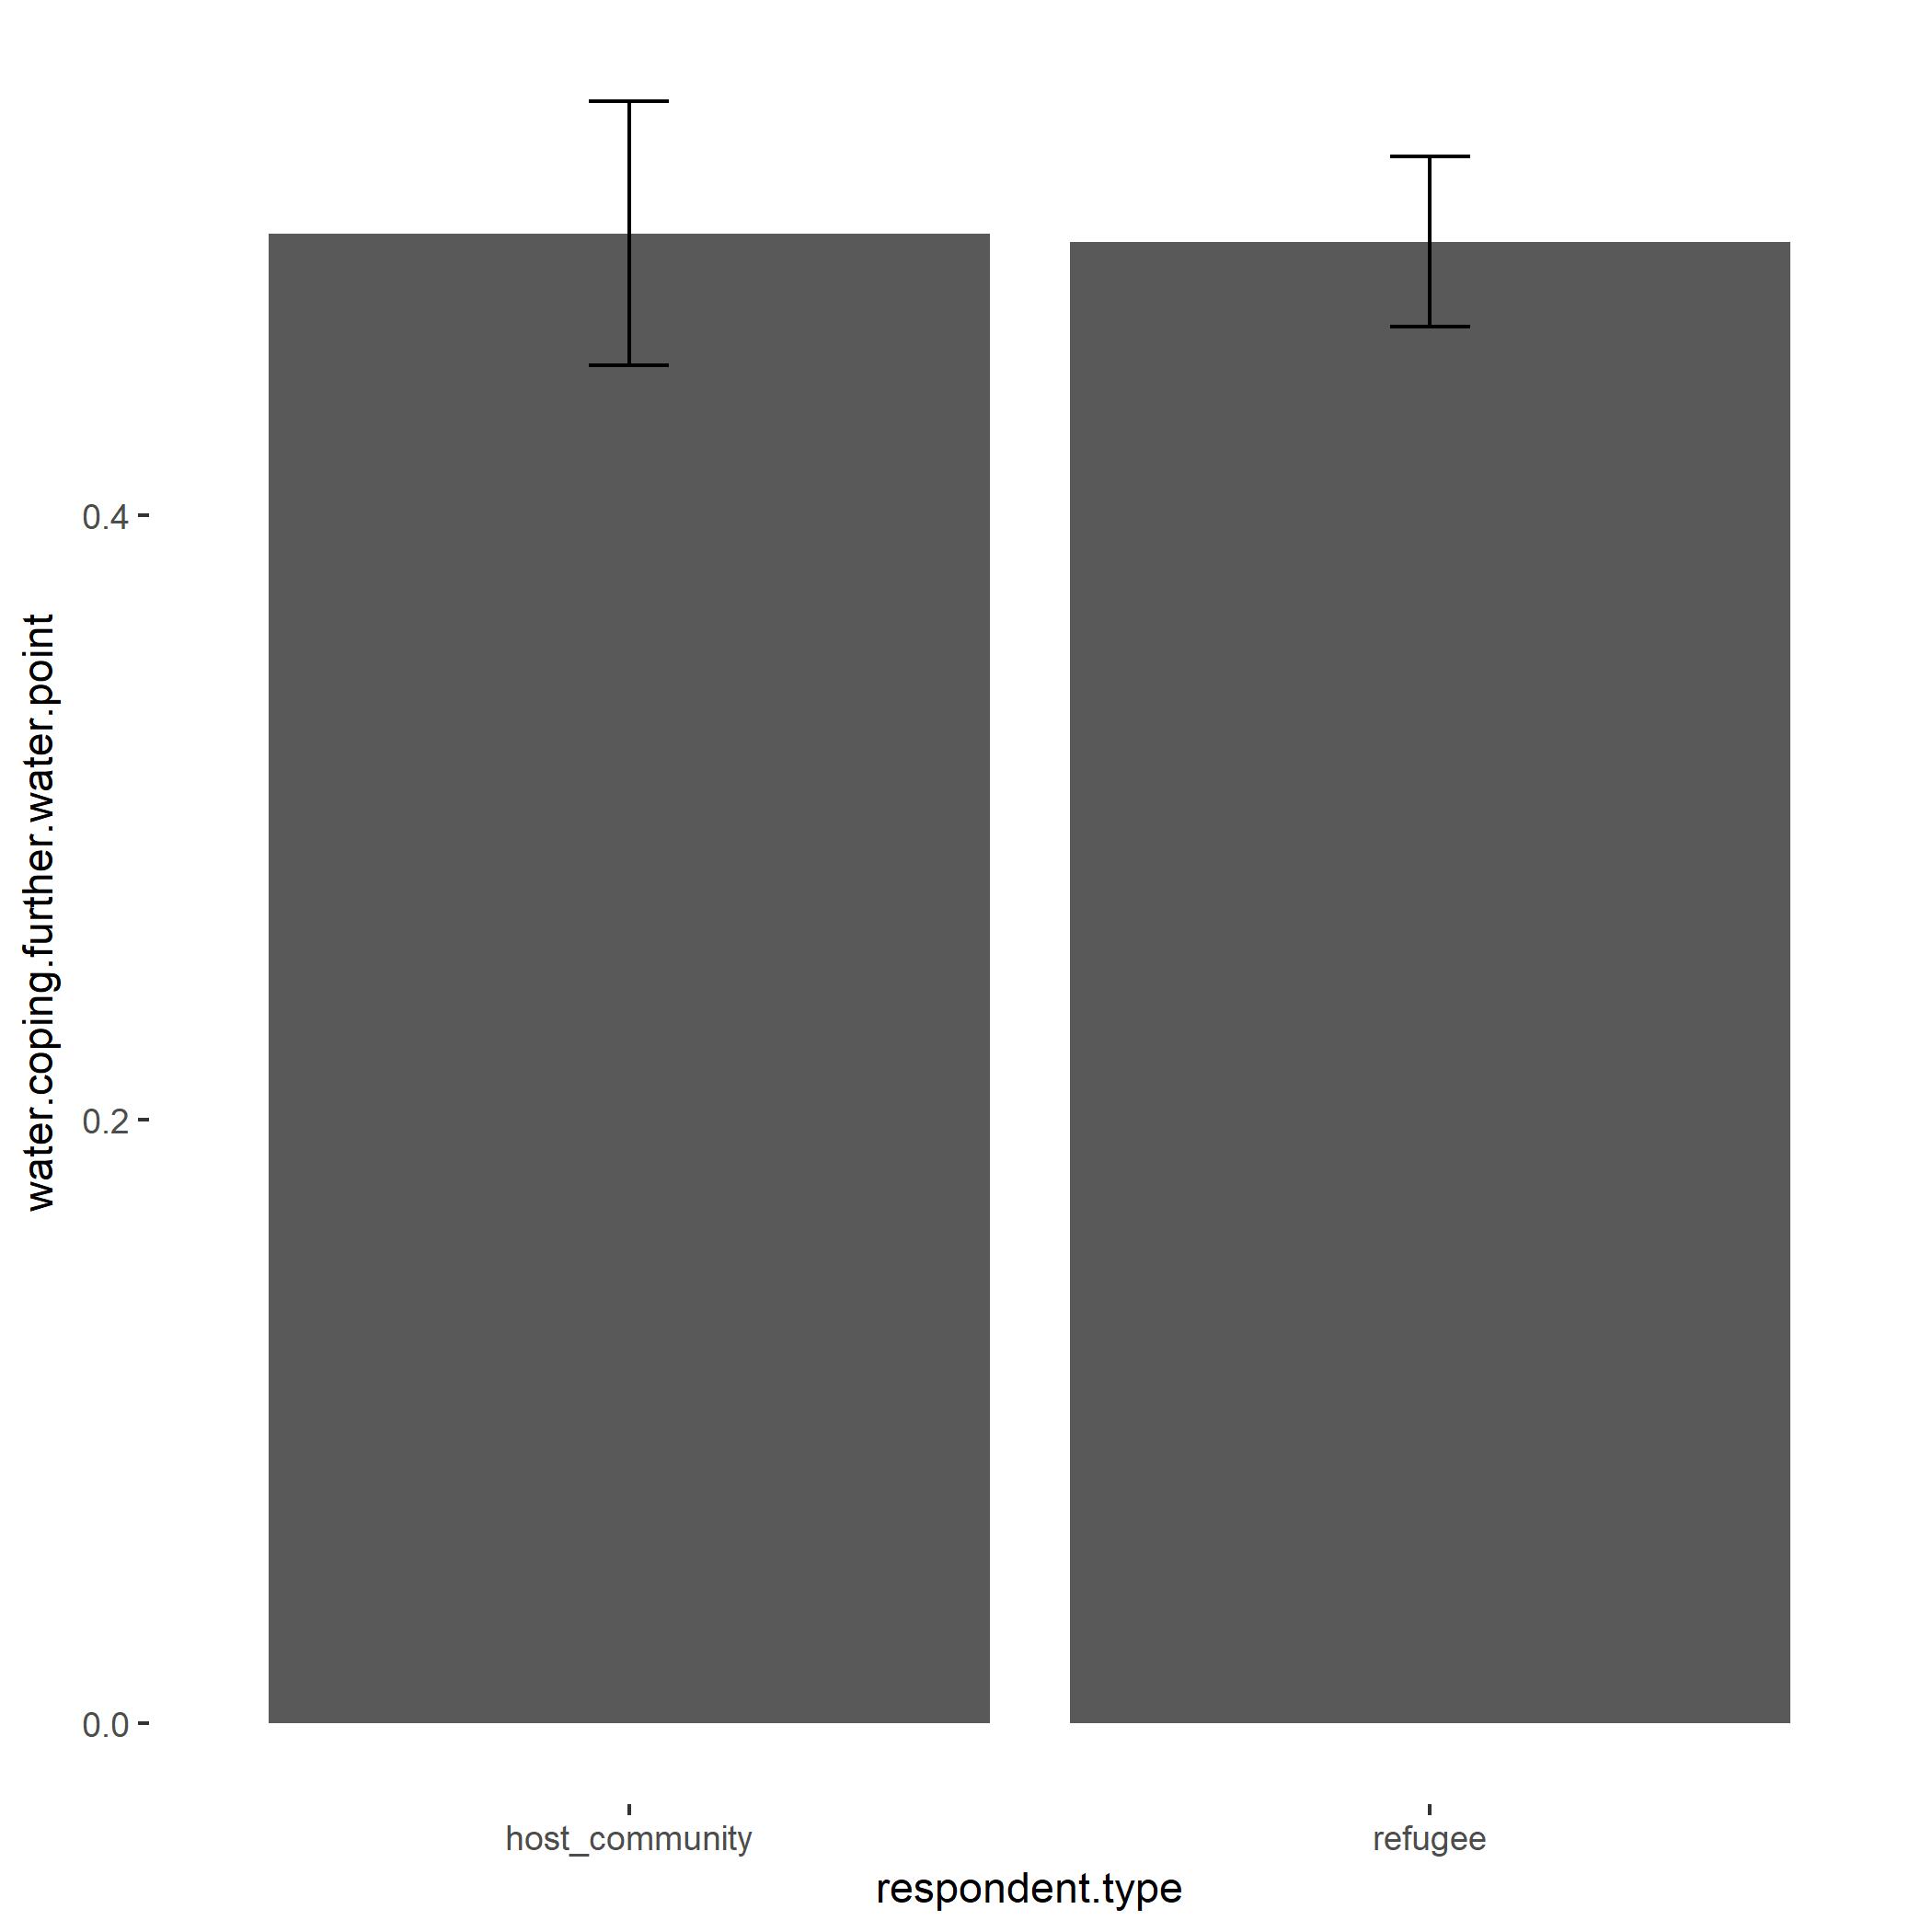 water.coping.further.water.point
0.4
0.2
0.0
host_community
refugee
respondent.type